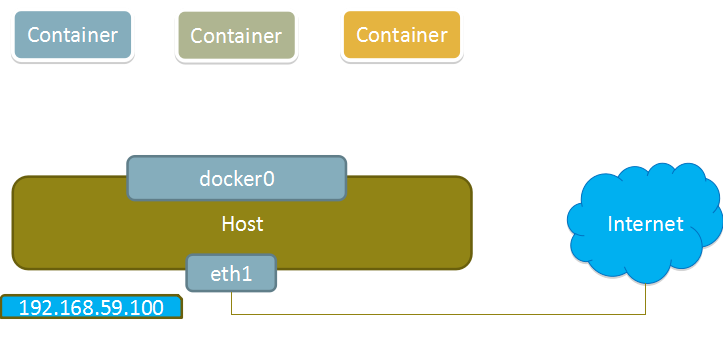 Container
Container
Container
docker0
Host
Internet
eth1
192.168.59.100